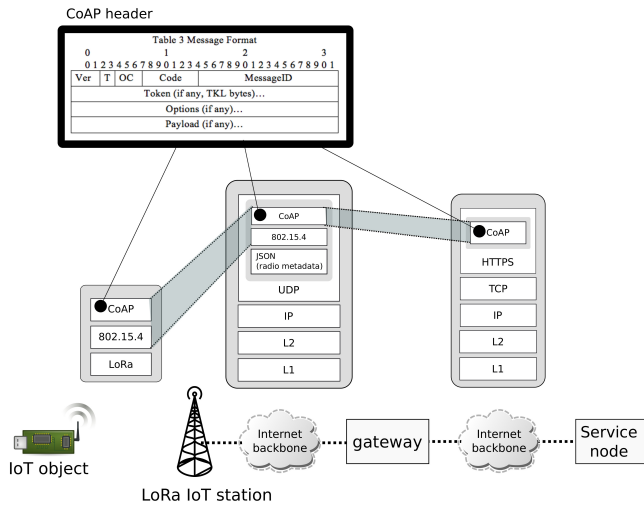 CoAP header
Table 3 Message Format
0 1 2 3
0 1 2 3 4 5 6 7 8 9 0 1 2 3 4 5 6 7 8 9 0 1 2 3 4 5 6 7 8 9 0 1
Ver T OC Code MessageID
Token (if any, TKL bytes)...
Options (if any)...
Payload (if any)...
CoAP
802.15.4
LoRa
CoAP
802.15.4
JSON
(radio metadata)
UDP
IP
L2
L1
CoAP
HTTPS
TCP
IP
L2
L1
IoT object
LoRa IoT station
Internet
backbone
gateway
Internet
backbone
Service
node